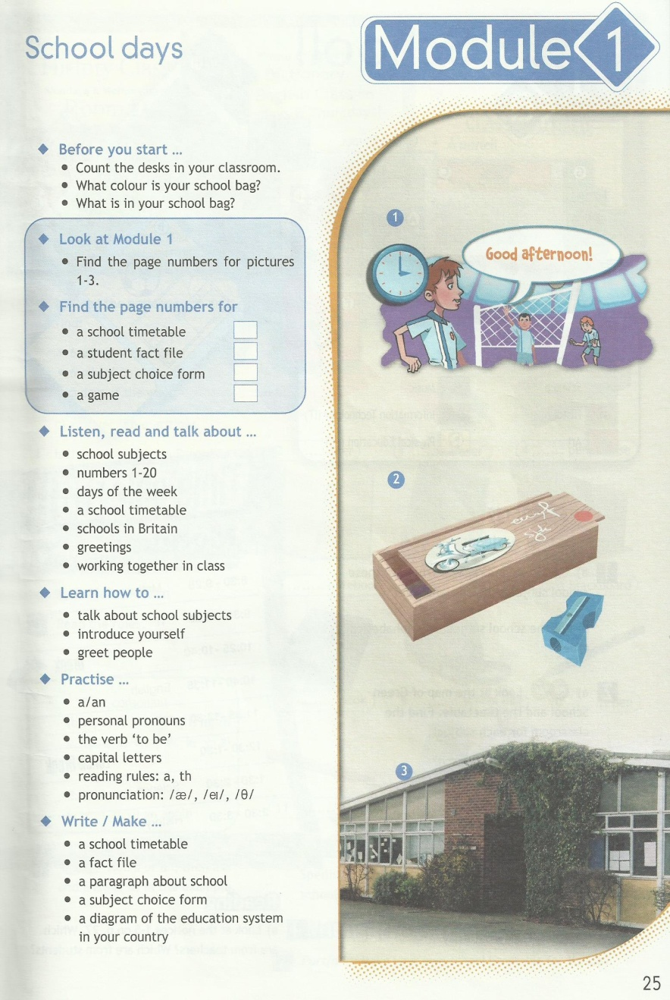 School days
Module 1
◆ Before you start ...
• Count the desks in your classroom.
• What colour is your school bag?
• What is in your school bag?
◆ Look at Module 1
• Find the page numbers for pictures
1-3.
◆ Find the page numbers for
• a school timetable
• a student fact file
• a subject choice form
• a game
◆ Listen, read and talk about ...
• school subjects
• numbers 1-20
• days of the week
• a school timetable
• schools in Britain
• greetings
• working together in class
◆ Learn how to ...
• talk about school subjects
• introduce yourself
• greet people
◆ Practise ...
• a/an
• personal pronouns
• the verb ‘to be’
• capital letters
• reading rules: a, th
• pronunciation: /æ/, /eɪ/, /θ/
◆ Write / Make ...
• a school timetable
• a fact file
• a paragraph about school
• a subject choice form
• a diagram of the education system
in your country
1
Good afternoon!
2
3
25